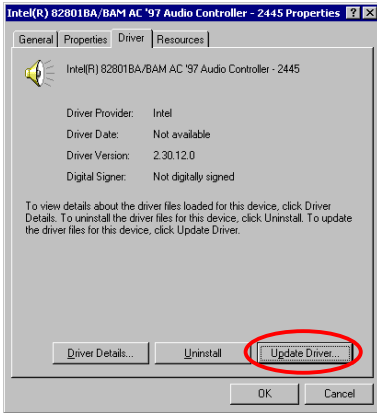 Intel(R) 82801BA/BAM AC '97 Audio Controller - 2445 Properties ? X
General Properties Driver Resources
Intel(R) 82801BA/BAM AC '97 Audio Controller - 2445
Driver Provider: Intel
Driver Date: Not available
Driver Version: 2.30.12.0
Digital Signer: Not digitally signed
To view details about the driver files loaded for this device, click Driver
Details. To uninstall the driver files for this device, click Uninstall. To update
the driver files for this device, click Update Driver.
Driver Details... Uninstall Update Driver...
OK Cancel